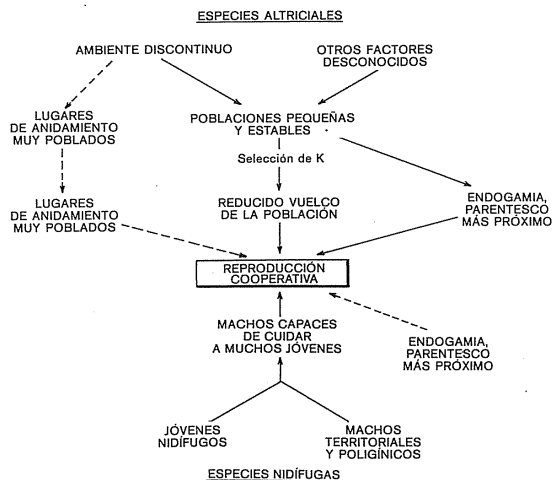 ESPECIES ALTRICIALES
AMBIENTE DISCONTINUO
OTROS FACTORES
DESCONOCIDOS
LUGARES
DE ANIDAMIENTO
MUY POBLADOS
POBLACIONES PEQUEÑAS
Y ESTABLES
Selección de K
LUGARES
DE ANIDAMIENTO
MUY POBLADOS
REDUCIDO VUELCO
DE LA POBLACIÓN
ENDOGAMIA,
PARENTESCO
MÁS PRÓXIMO
REPRODUCCIÓN
COOPERATIVA
MACHOS CAPACES
DE CUIDAR
A MUCHOS JÓVENES
ENDOGAMIA,
PARENTESCO
MÁS PRÓXIMO
JÓVENES
NIDÍFUGOS
MACHOS
TERRITORIALES
Y POLIGÍNICOS
ESPECIES NIDÍFUGAS